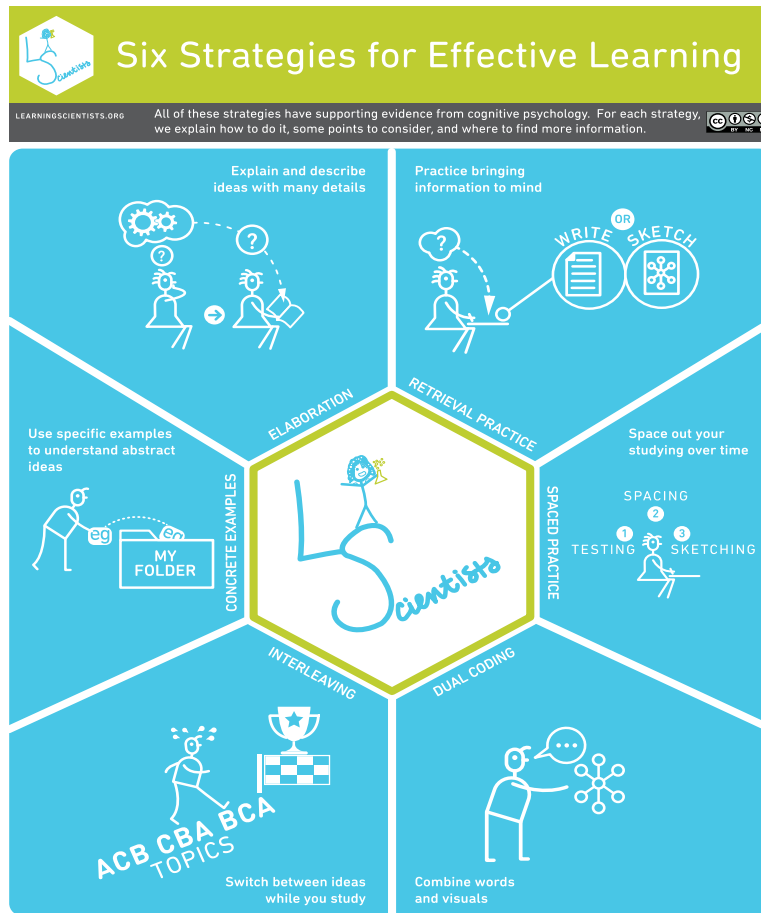 L Scientists
Six Strategies for Effective Learning
LEARNINGSCIENTISTS.ORG
All of these strategies have supporting evidence from cognitive psychology. For each strategy,
we explain how to do it, some points to consider, and where to find more information.
cc
BY NC
Explain and describe
ideas with many details
?
?
?
ELABORATION
Practice bringing
information to mind
?
WRITE OR SKETCH
RETRIEVAL PRACTICE
Use specific examples
to understand abstract
ideas
eg
eg
MY
FOLDER
CONCRETE EXAMPLES
L Scientists
Space out your
studying over time
SPACING
2
1
3
TESTING
SKETCHING
SPACED PRACTICE
INTERLEAVING
ACB CBA BCA
TOPICS
Switch between ideas
while you study
DUAL CODING
Combine words
and visuals